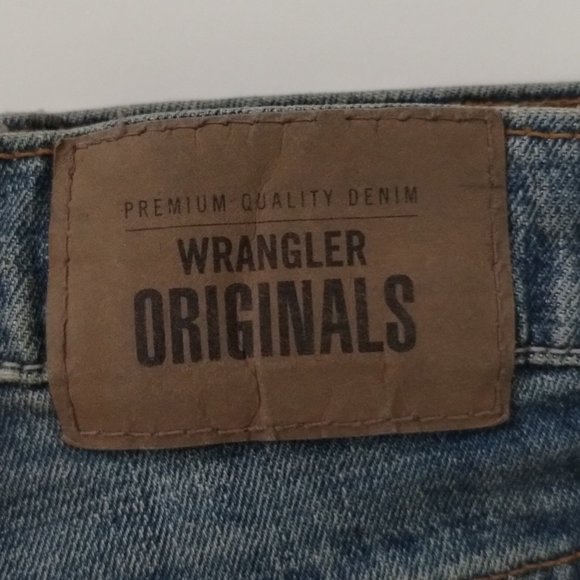 PREMIUM QUALITY DENIM
WRANGLER
ORIGINALS